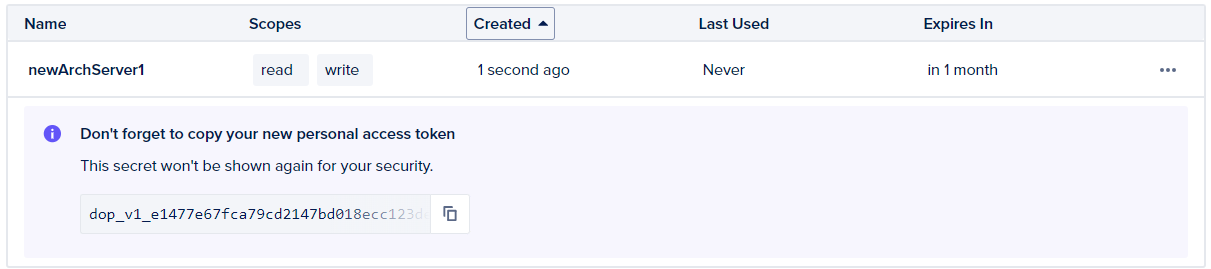 Name Scopes Created Last Used Expires In
newArchServer1 read write 1 second ago Never in 1 month
Don't forget to copy your new personal access token
This secret won't be shown again for your security.
dop_v1_e1477e67fca79cd2147bd018ecc123d